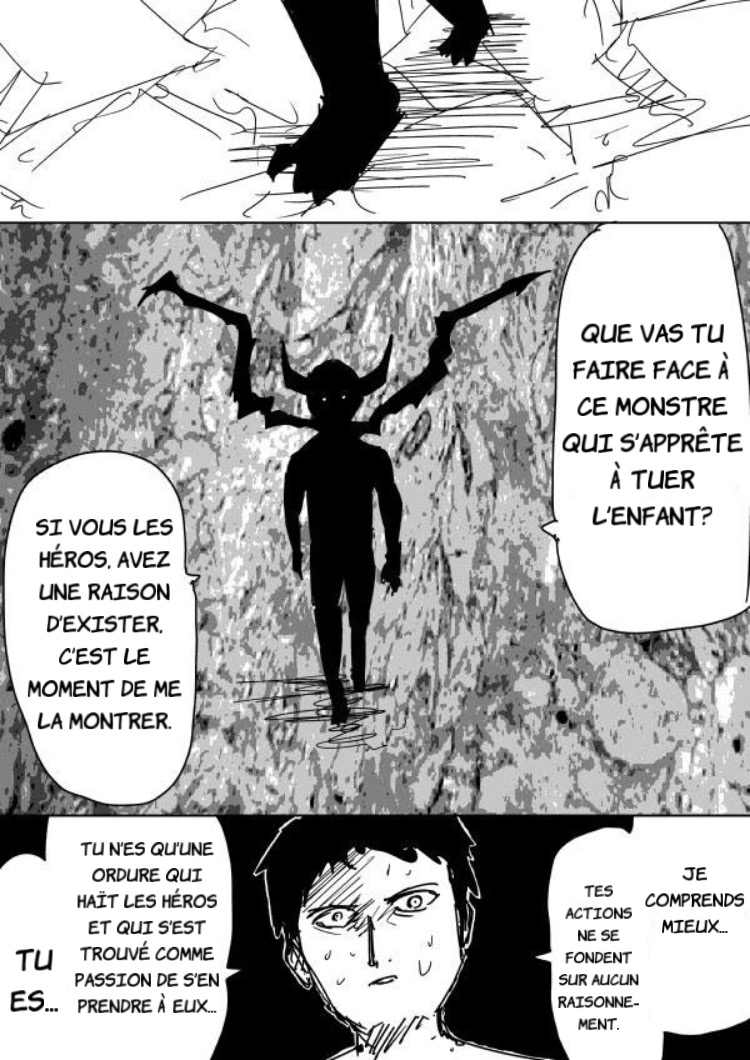 QUE VAS TU
FAIRE FACE À
CE MONSTRE
QUI S'APPRÊTE
À TUER
L'ENFANT?
SI VOUS LES
HÉROS, AVEZ
UNE RAISON
D'EXISTER,
C'EST LE
MOMENT DE ME
LA MONTRER.
JE
COMPRENDS
MIEUX...
TES
ACTIONS
NE SE
FONDENT
SUR AUCUN
RAISONNE-
MENT.
TU N'ES QU'UNE
ORDURE QUI
HAÏT LES HÉROS
ET QUI S'EST
TROUVÉ COMME
PASSION DE S'EN
PRENDRE À EUX...
TU
ES...